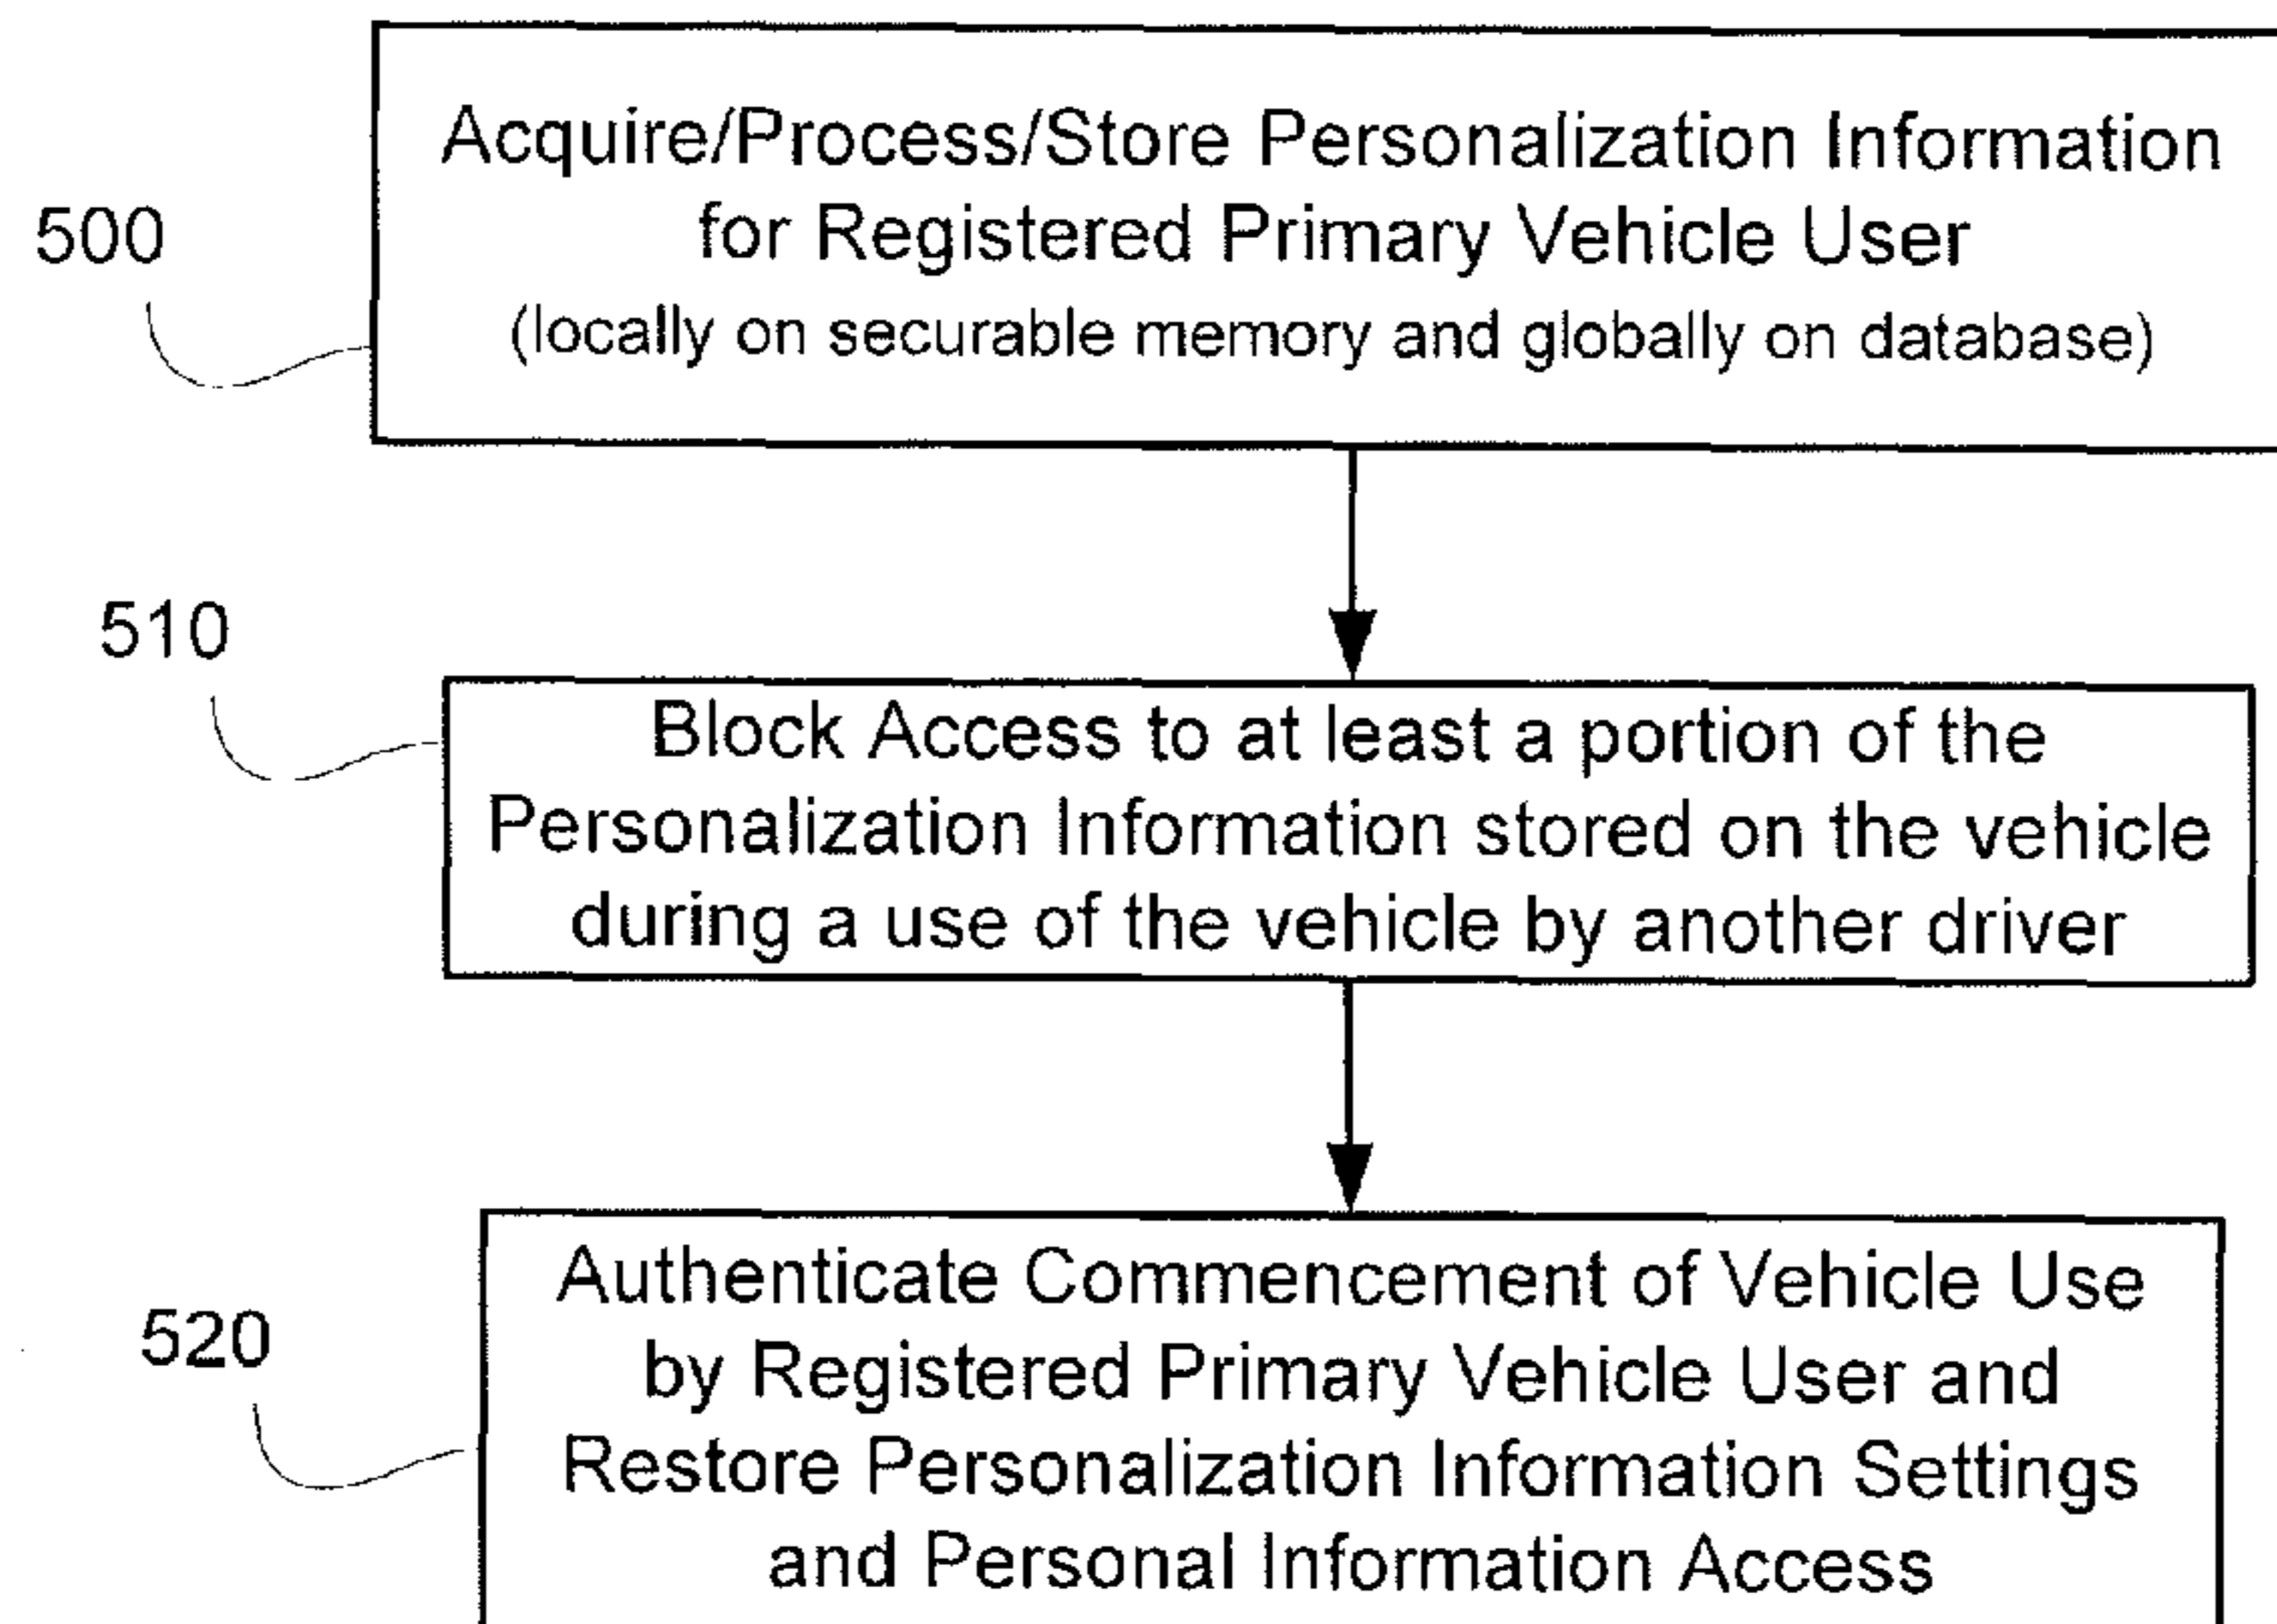 Acquire/Process/Store Personalization Information
for Registered Primary Vehicle User
(locally on securable memory and globally on database)
500
510
Block Access to at least a portion of the
Personalization Information stored on the vehicle
during a use of the vehicle by another driver
520
Authenticate Commencement of Vehicle Use
by Registered Primary Vehicle User and
Restore Personalization Information Settings
and Personal Information Access